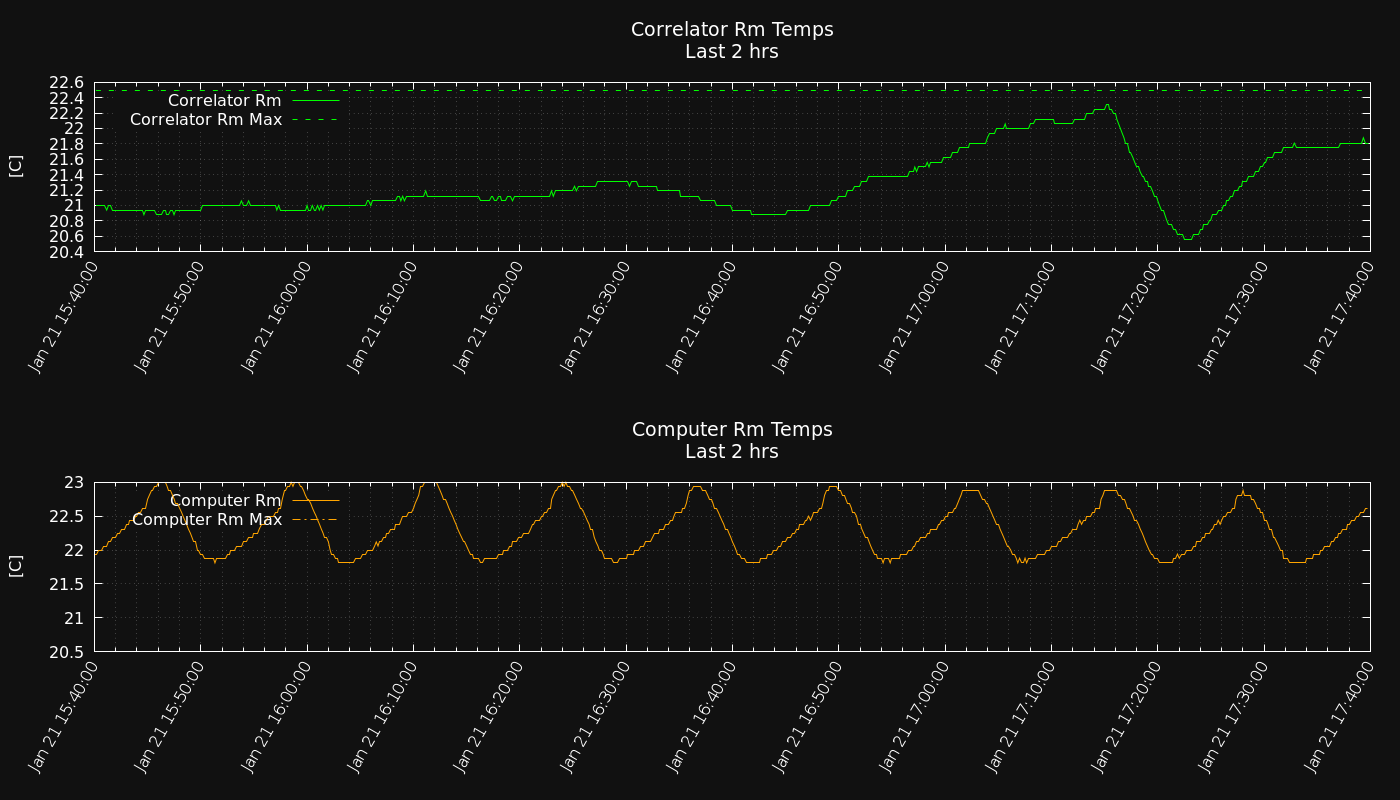 Correlator Rm Temps
Last 2 hrs
22.6
22.4
22.2
22
21.8
21.6
21.4
21.2
21
20.8
20.6
20.4
[C]
Correlator Rm
Correlator Rm Max
Jan 21 15:40:00
Jan 21 15:50:00
Jan 21 16:00:00
Jan 21 16:10:00
Jan 21 16:20:00
Jan 21 16:30:00
Jan 21 16:40:00
Jan 21 16:50:00
Jan 21 17:00:00
Jan 21 17:10:00
Jan 21 17:20:00
Jan 21 17:30:00
Jan 21 17:40:00
Computer Rm Temps
Last 2 hrs
23
22.5
22
21.5
21
20.5
[C]
Computer Rm
Computer Rm Max
Jan 21 15:40:00
Jan 21 15:50:00
Jan 21 16:00:00
Jan 21 16:10:00
Jan 21 16:20:00
Jan 21 16:30:00
Jan 21 16:40:00
Jan 21 16:50:00
Jan 21 17:00:00
Jan 21 17:10:00
Jan 21 17:20:00
Jan 21 17:30:00
Jan 21 17:40:00